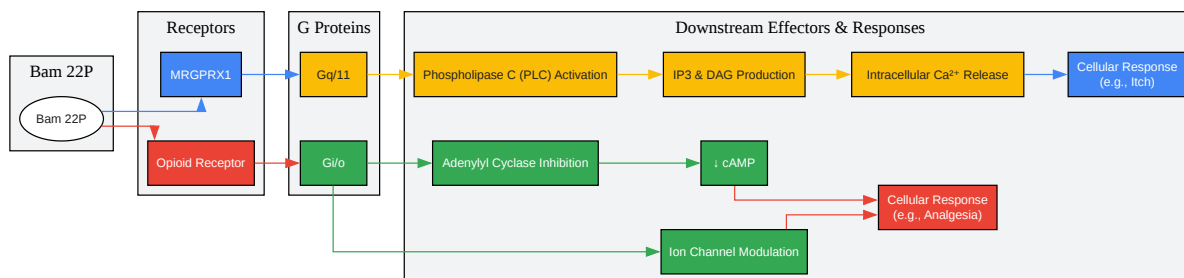 Receptors
G Proteins
Downstream Effectors & Responses
Bam 22P
Bam 22P
MRGPRX1
Gq/11
Phospholipase C (PLC) Activation
IP3 & DAG Production
Intracellular Ca²⁺ Release
Cellular Response
(e.g., Itch)
Opioid Receptor
Gi/o
Adenylyl Cyclase Inhibition
↓ cAMP
Cellular Response
(e.g., Analgesia)
Ion Channel Modulation